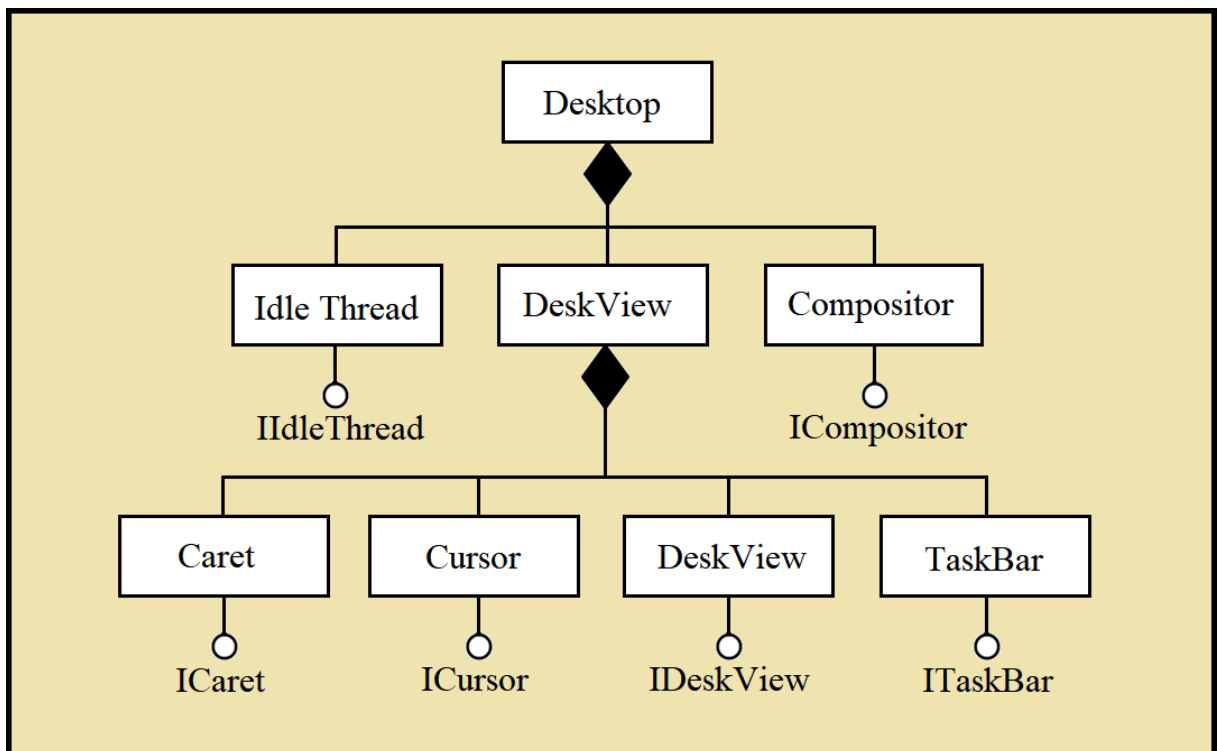 Desktop
Idle Thread
DeskView
Compositor
IIdleThread
ICompositor
Caret
Cursor
DeskView
TaskBar
ICaret
ICursor
IDeskView
ITaskBar